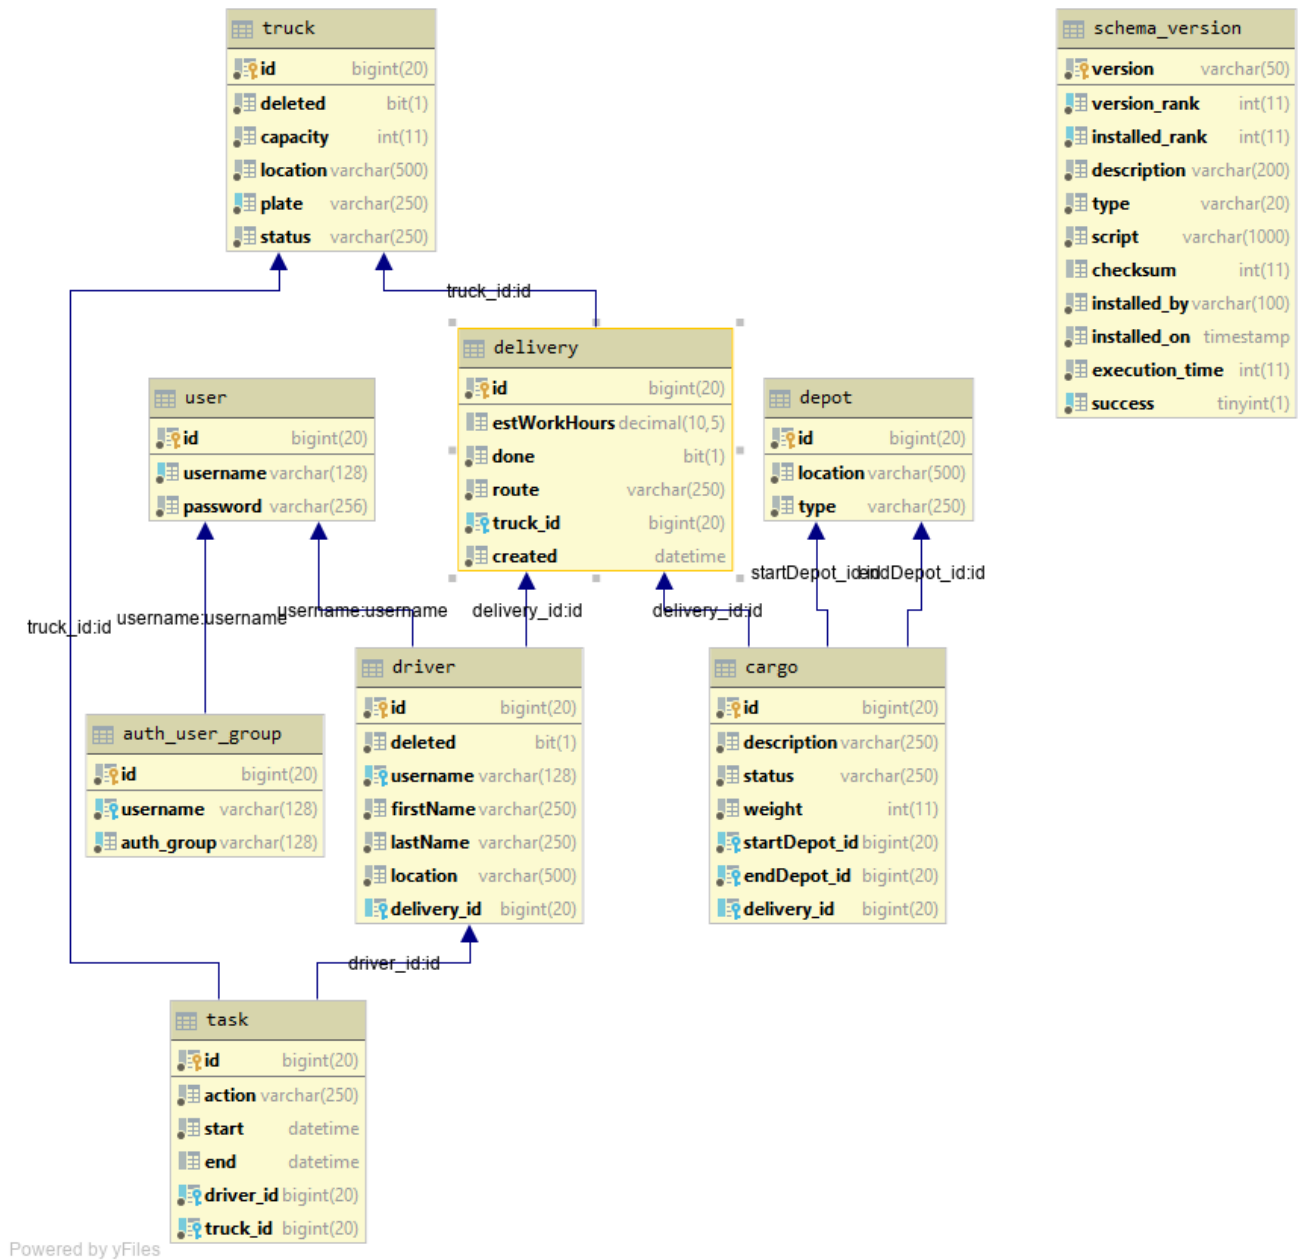 truck
id bigint(20)
deleted bit(1)
capacity int(11)
location varchar(500)
plate varchar(250)
status varchar(250)
schema_version
version varchar(50)
version_rank int(11)
installed_rank int(11)
description varchar(200)
type varchar(20)
script varchar(1000)
checksum int(11)
installed_by varchar(100)
installed_on timestamp
execution_time int(11)
success tinyint(1)
truck_id:id
delivery
id bigint(20)
estWorkHours decimal(10,5)
done bit(1)
route varchar(250)
truck_id bigint(20)
created datetime
user
id bigint(20)
username varchar(128)
password varchar(256)
depot
id bigint(20)
location varchar(500)
type varchar(250)
startDepot_id:id
endDepot_id:id
username:username
username:username
delivery_id:id
delivery_id:id
truck_id:id
driver
id bigint(20)
deleted bit(1)
username varchar(128)
firstName varchar(250)
lastName varchar(250)
location varchar(500)
delivery_id bigint(20)
cargo
id bigint(20)
description varchar(250)
status varchar(250)
weight int(11)
startDepot_id bigint(20)
endDepot_id bigint(20)
delivery_id bigint(20)
auth_user_group
id bigint(20)
username varchar(128)
auth_group varchar(128)
driver_id:id
task
id bigint(20)
action varchar(250)
start datetime
end datetime
driver_id bigint(20)
truck_id bigint(20)
Powered by yFiles